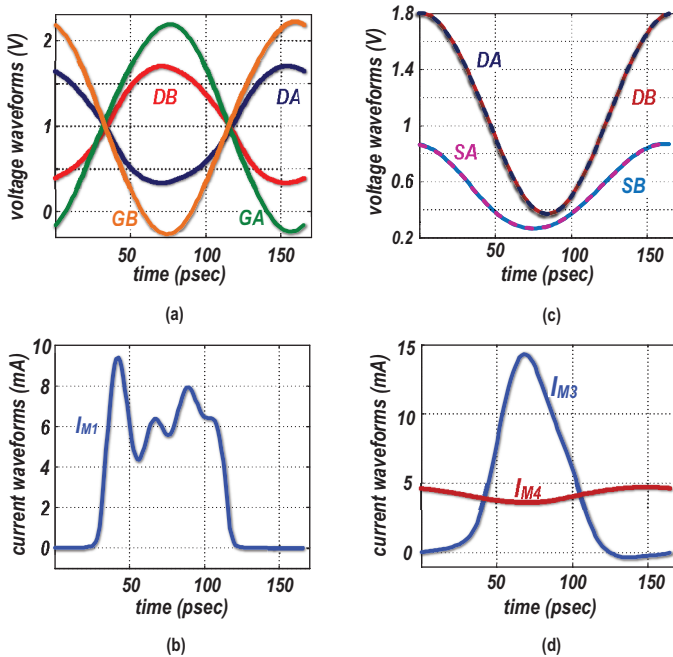 voltage waveforms (V)
2
1
0
DB
DA
GB
GA
50
100
150
time (psec)
(a)
voltage waveforms (V)
1.8
1.4
1
0.6
0.2
DA
DB
SA
SB
50
100
150
time (psec)
(c)
current waveforms (mA)
10
8
6
4
2
0
IM1
50
100
150
time (psec)
(b)
current waveforms (mA)
15
10
5
0
IM3
IM4
50
100
150
time (psec)
(d)